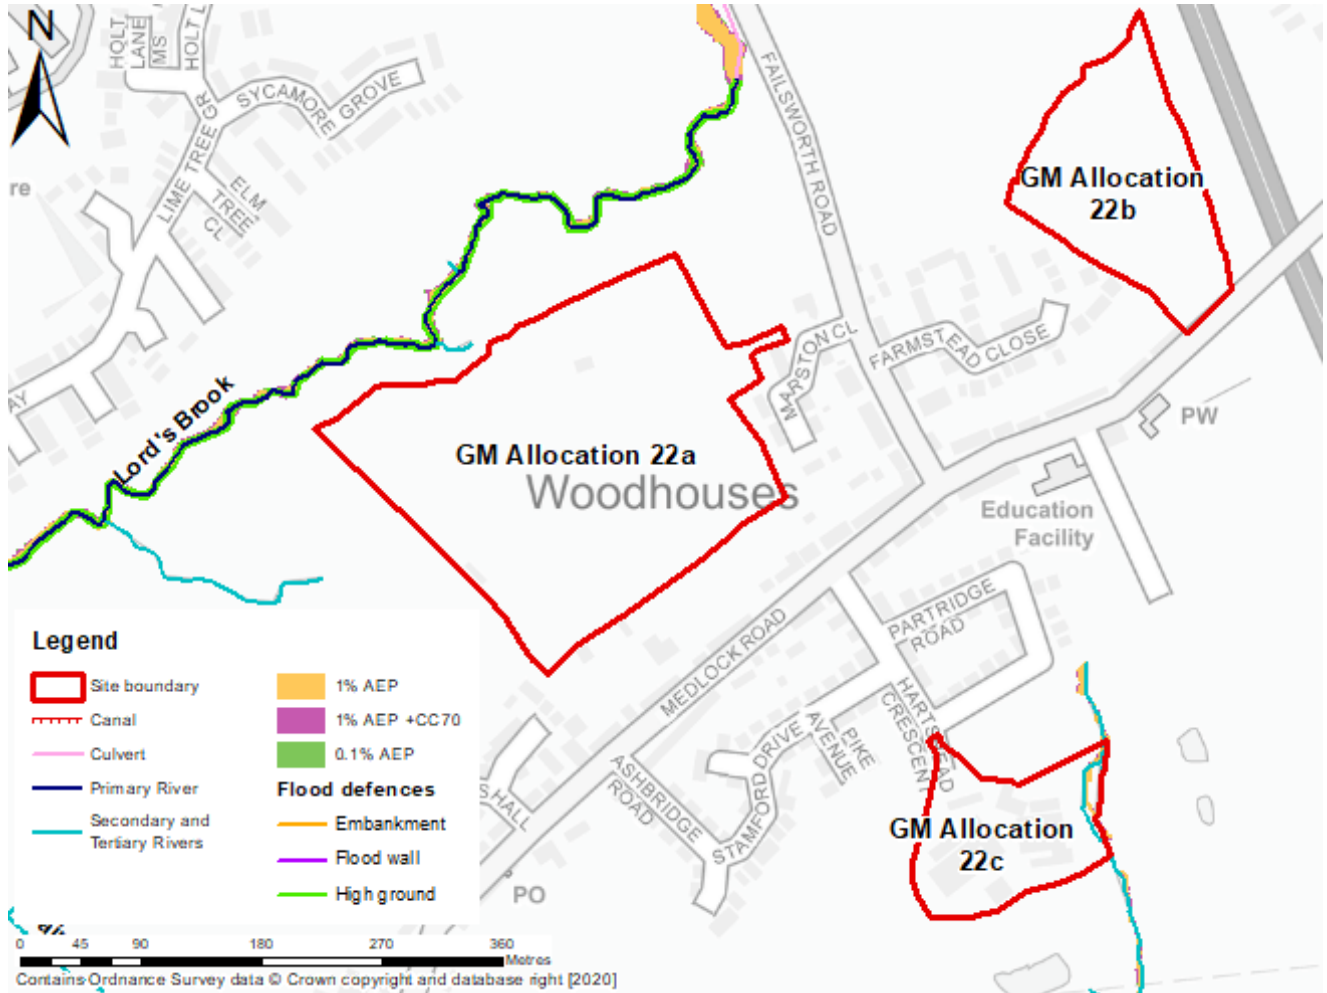 N
HOLT
LANE
MS
HOLT L
SYCAMORE
GROVE
LIME TREE GR
ELM
TREE
CL
re
AY
FAILSWORTH ROAD
GM Allocation
22b
MARSTON CL
FARMSTEAD CLOSE
Lord's Brook
GM Allocation 22a
Woodhouses
PW
Education
Facility
MEDLOCK ROAD
PARTRIDGE
ROAD
HARTSHEAD
CRESCENT
PIKE
AVENUE
STAMFORD DRIVE
ASHBRIDGE
ROAD
S HALL
PO
GM Allocation
22c
Legend
Site boundary
Canal
Culvert
Primary River
Secondary and
Tertiary Rivers
1% AEP
1% AEP +CC70
0.1% AEP
Flood defences
Embankment
Flood wall
High ground
0 45 90 180 270 360
Metres
Contains Ordnance Survey data © Crown copyright and database right [2020]